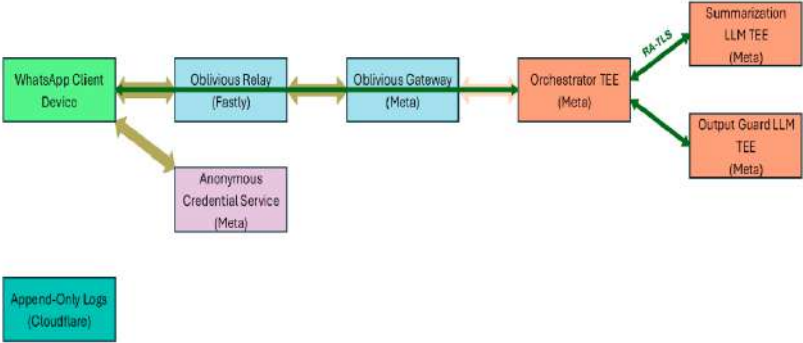 WhatsApp Client
Device
Oblivious Relay
(Fastly)
Oblivious Gateway
(Meta)
Orchestrator TEE
(Meta)
RA-TLS
Summarization
LLM TEE
(Meta)
Output Guard LLM
TEE
(Meta)
Anonymous
Credential Service
(Meta)
Append-Only Logs
(Cloudflare)